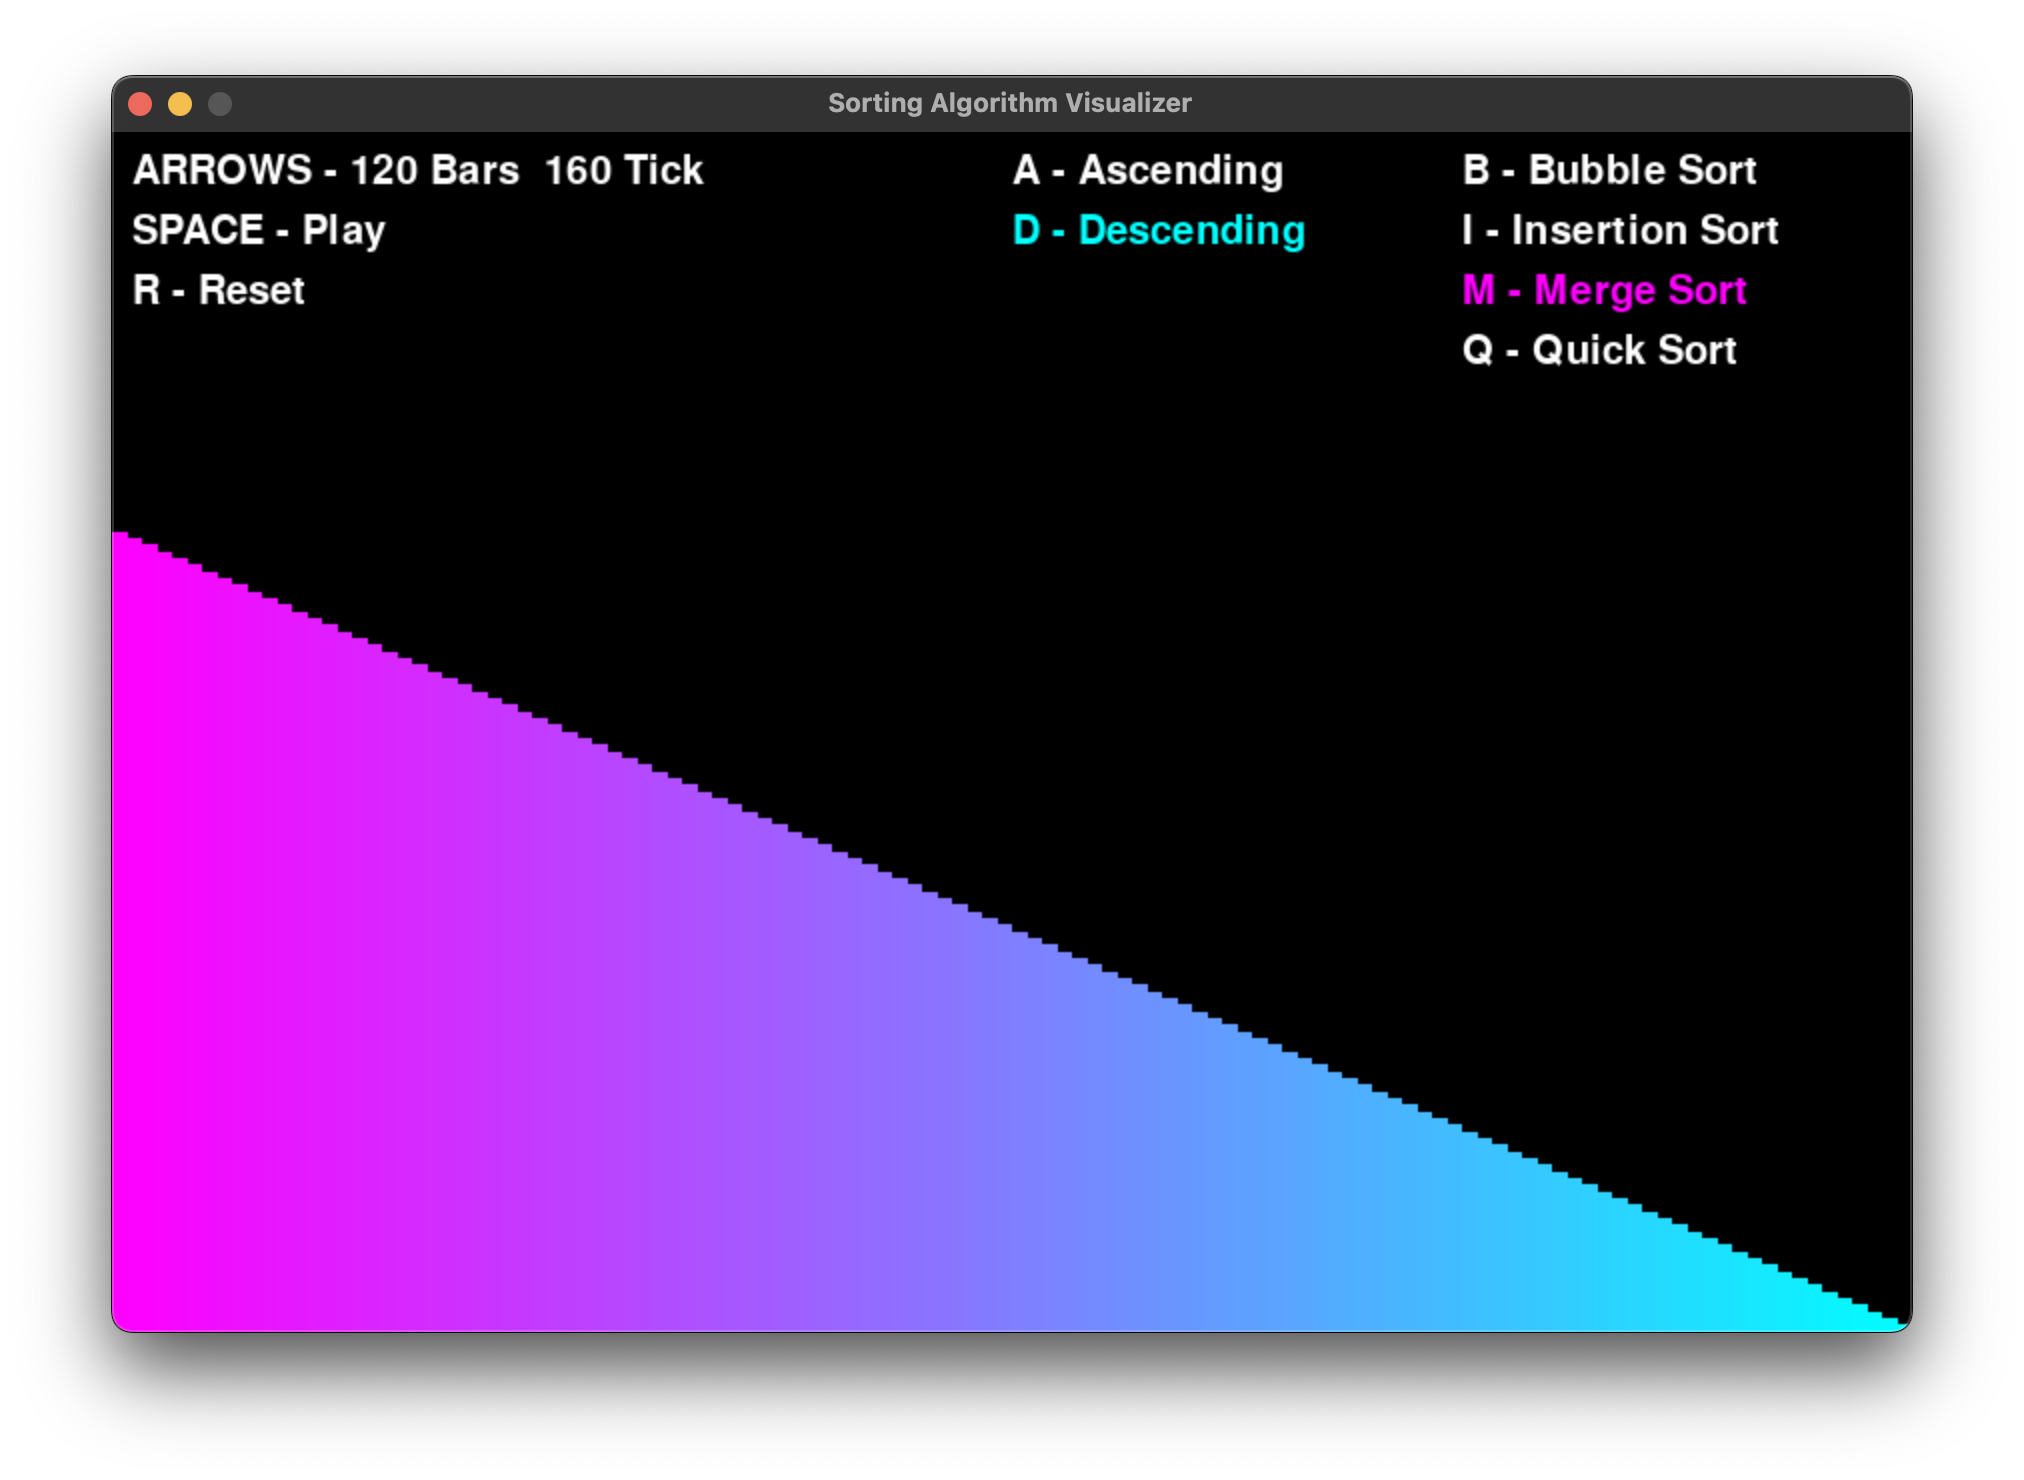 Sorting Algorithm Visualizer
ARROWS - 120 Bars  160 Tick
SPACE - Play
R - Reset
A - Ascending
D - Descending
B - Bubble Sort
I - Insertion Sort
M - Merge Sort
Q - Quick Sort